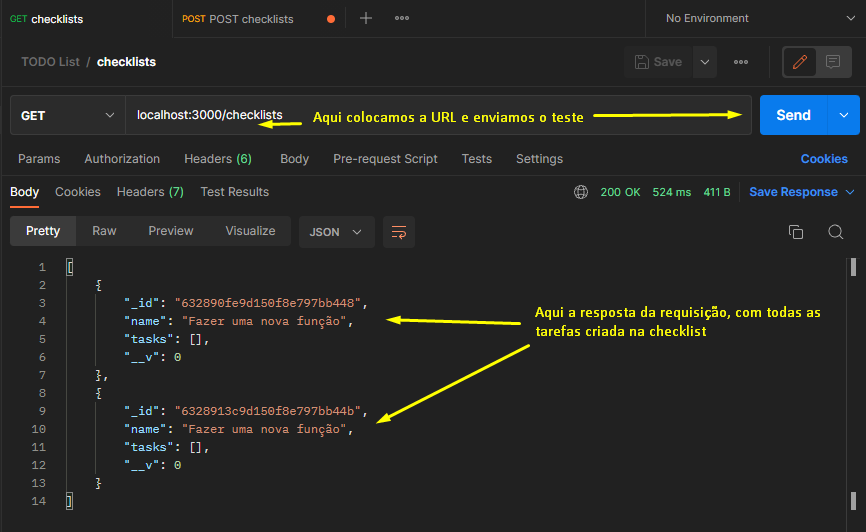 GET checklists
POST POST checklists
No Environment
TODO List / checklists
Save
GET
localhost:3000/checklists
Aqui colocamos a URL e enviamos o teste
Send
Params Authorization Headers (6) Body Pre-request Script Tests Settings Cookies
Body Cookies Headers (7) Test Results 200 OK 524 ms 411 B Save Response
Pretty Raw Preview Visualize JSON
1 [
2 {
3 "_id": "632890fe9d150f8e797bb448",
4 "name": "Fazer uma nova função",
5 "tasks": [],
6 "__v": 0
7 },
8 {
9 "_id": "6328913c9d150f8e797bb44b",
10 "name": "Fazer uma nova função",
11 "tasks": [],
12 "__v": 0
13 }
14 ]
Aqui a resposta da requisição, com todas as
tarefas criada na checklist